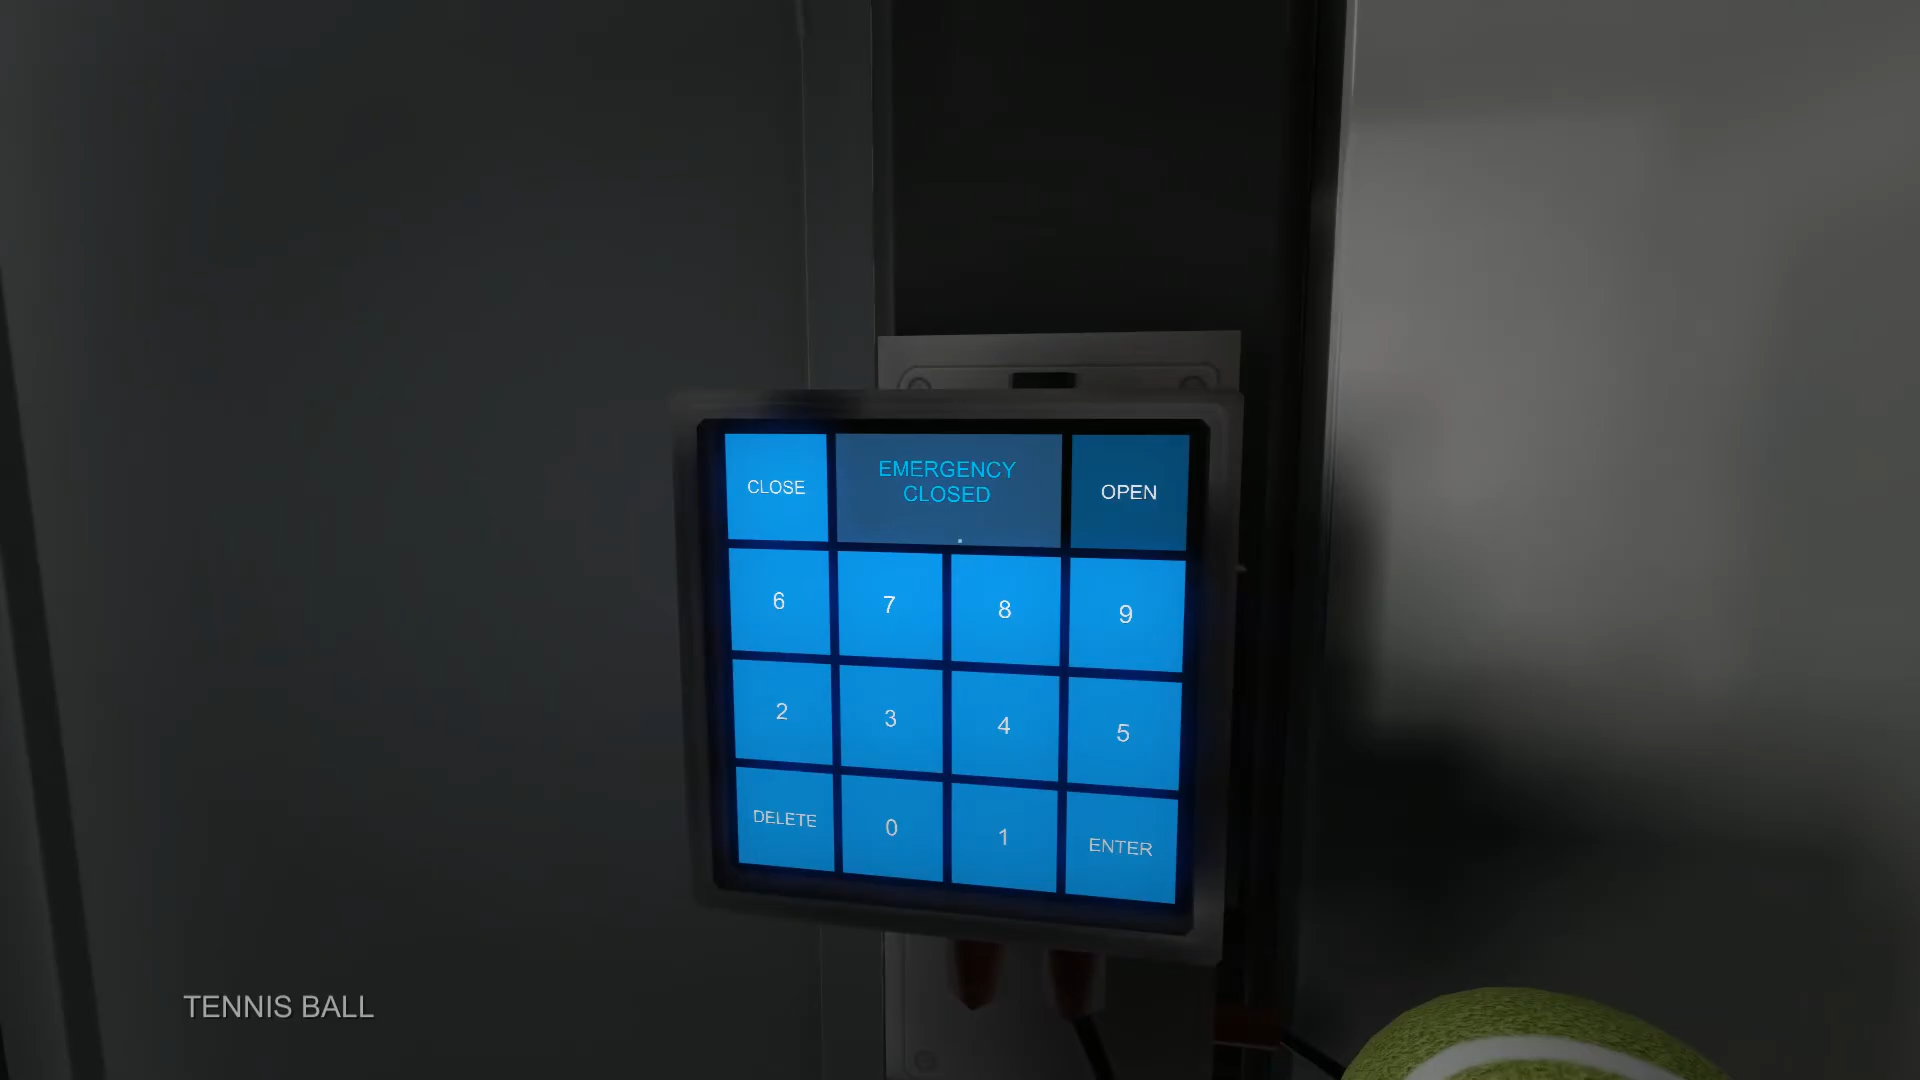 CLOSE
EMERGENCY
CLOSED
OPEN
6 7 8 9
2 3 4 5
DELETE 0 1 ENTER
TENNIS BALL